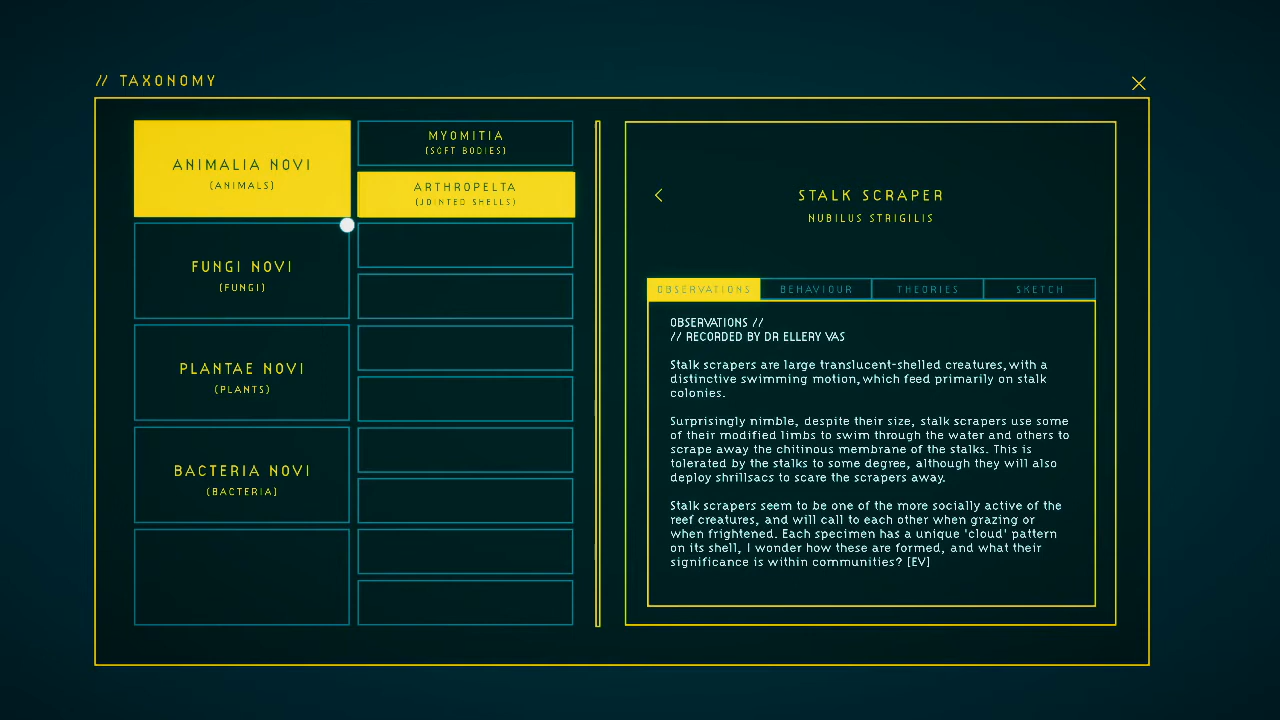 // TAXONOMY
ANIMALIA NOVI
(ANIMALS)
FUNGI NOVI
(FUNGI)
PLANTAE NOVI
(PLANTS)
BACTERIA NOVI
(BACTERIA)
MYOMITIA
(SOFT BODIES)
ARTHROPELTA
(JOINTED SHELLS)
STALK SCRAPER
NUBILUS STRIGILIS
OBSERVATIONS BEHAVIOUR THEORIES SKETCH
OBSERVATIONS //
// RECORDED BY DR ELLERY VAS
Stalk scrapers are large translucent-shelled creatures, with a
distinctive swimming motion, which feed primarily on stalk
colonies.
Surprisingly nimble, despite their size, stalk scrapers use some
of their modified limbs to swim through the water and others to
scrape away the chitinous membrane of the stalks. This is
tolerated by the stalks to some degree, although they will also
deploy shrillsacs to scare the scrapers away.
Stalk scrapers seem to be one of the more socially active of the
reef creatures, and will call to each other when grazing or
when frightened. Each specimen has a unique 'cloud' pattern
on its shell, I wonder how these are formed, and what their
significance is within communities? [EV]